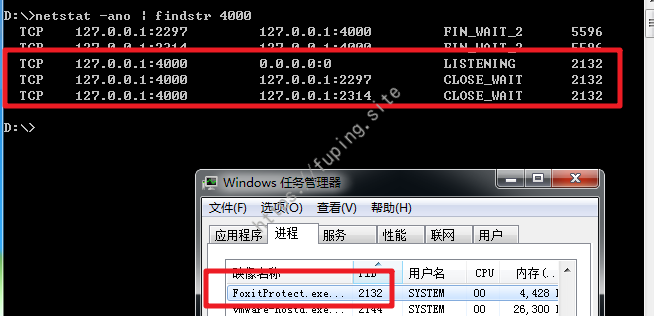 D:\>netstat -ano | findstr 4000
TCP 127.0.0.1:2297 127.0.0.1:4000 FIN_WAIT_2 5596
TCP 127.0.0.1:2314 127.0.0.1:4000 FIN_WAIT_2 5596
TCP 127.0.0.1:4000 0.0.0.0:0 LISTENING 2132
TCP 127.0.0.1:4000 127.0.0.1:2297 CLOSE_WAIT 2132
TCP 127.0.0.1:4000 127.0.0.1:2314 CLOSE_WAIT 2132
D:\>
https://fuping.site
Windows 任务管理器
文件(F) 选项(O) 查看(V) 帮助(H)
应用程序 进程 服务 性能 联网 用户
映像名称 PID 用户名 CPU 内存(...
FoxitProtect.exe... 2132 SYSTEM 00 4,428
vmware-hostd.exe 2144 SYSTEM 00 26,300